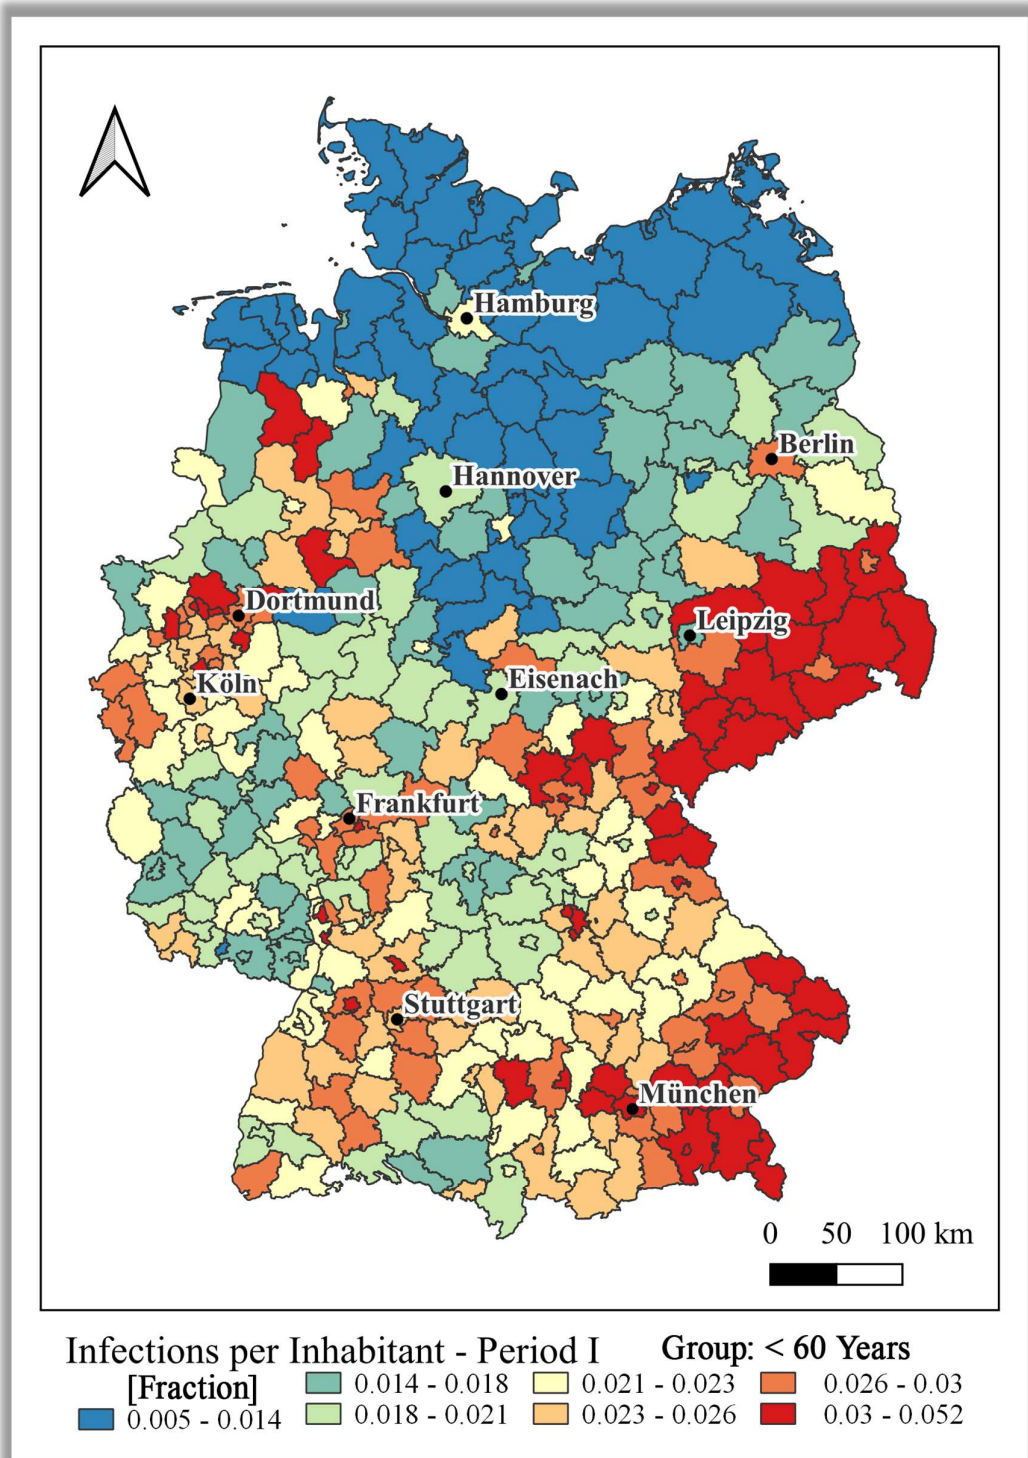 Hamburg
Berlin
Hannover
Dortmund
Leipzig
Köln
Eisenach
Frankfurt
Stuttgart
München
0 50 100 km
Infections per Inhabitant - Period I Group: < 60 Years
[Fraction] 0.014 - 0.018 0.021 - 0.023 0.026 - 0.03
0.005 - 0.014 0.018 - 0.021 0.023 - 0.026 0.03 - 0.052